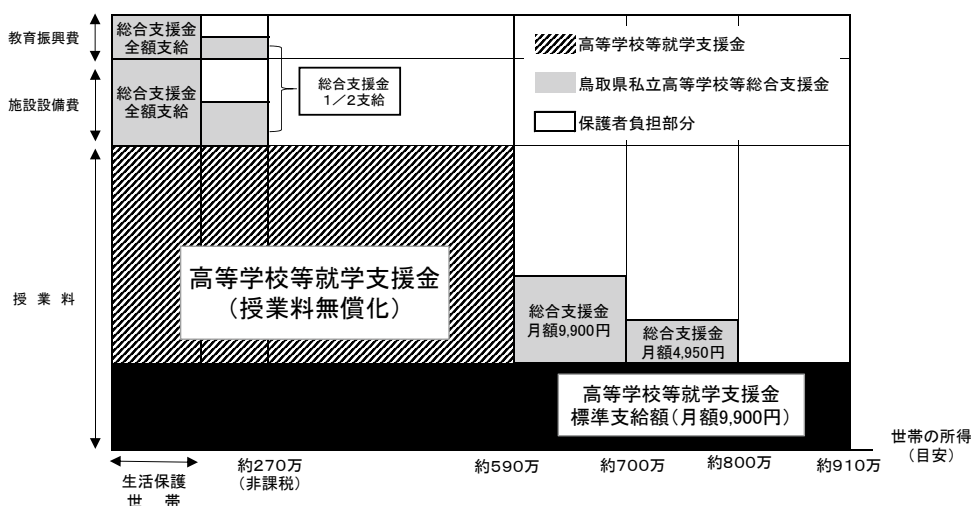 教育振興費
総合支援金
全額支給
施設設備費
総合支援金
全額支給
総合支援金
1／2支給
高等学校等就学支援金
鳥取県私立高等学校等総合支援金
保護者負担部分
授 業 料
高等学校等就学支援金
（授業料無償化）
総合支援金
月額9,900円
総合支援金
月額4,950円
高等学校等就学支援金
標準支給額（月額9,900円）
世帯の所得
（目安）
生活保護
世　帯
約270万
（非課税）
約590万
約700万
約800万
約910万